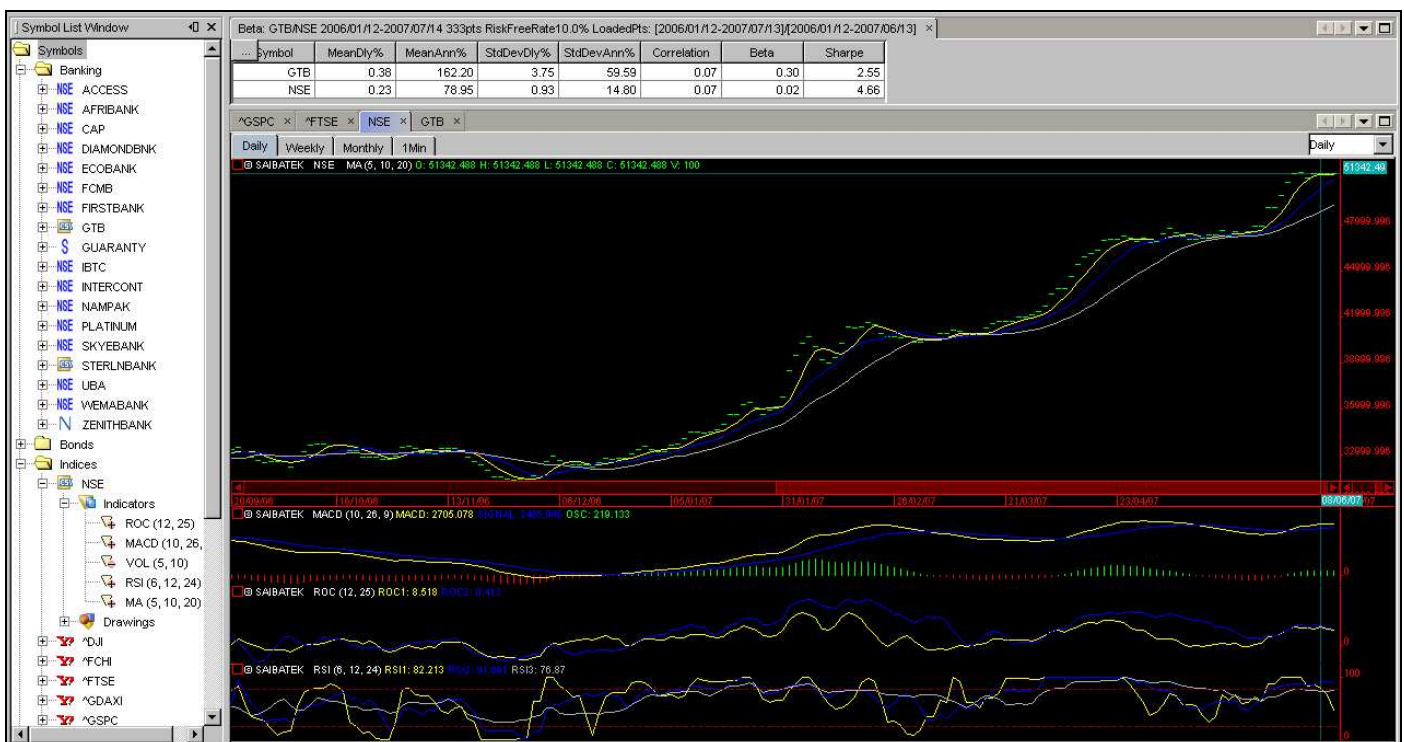 Symbol List Window
Symbols
Banking
NSE ACCESS
NSE AFRIBANK
NSE CAP
NSE DIAMONDBNK
NSE ECOBANK
NSE FCMB
NSE FIRSTBANK
GTB
S GUARANTY
NSE IBTC
NSE INTERCONT
NSE NAMPAK
NSE PLATINUM
NSE SKYEBANK
STERLNBANK
NSE UBA
NSE WEMABANK
N ZENITHBANK
Bonds
Indices
NSE
Indicators
ROC (12, 25)
MACD (10, 26,
VOL (5, 10)
RSI (6, 12, 24)
MA (5, 10, 20)
Drawings
Y? ^DJI
Y? ^FCHI
Y? ^FTSE
Y? ^GDAXI
Y? ^GSPC
Beta: GTB/NSE 2006/01/12-2007/07/14 333pts RiskFreeRate10.0% LoadedPts: [2006/01/12-2007/07/13]/[2006/01/12-2007/06/13] ×
... Symbol MeanDly% MeanAnn% StdDevDly% StdDevAnn% Correlation Beta Sharpe
GTB 0.38 162.20 3.75 59.59 0.07 0.30 2.55
NSE 0.23 78.95 0.93 14.80 0.07 0.02 4.66
^GSPC × ^FTSE × NSE × GTB ×
Daily Weekly Monthly 1Min Daily
@ SAIBATEK NSE MA (5, 10, 20) O: 51342.488 H: 51342.488 L: 51342.488 C: 51342.488 V: 100
51342.49
47999.996
44999.996
41999.996
38999.996
35999.996
32999.996
20/09/06 16/10/06 13/11/06 06/12/06 05/01/07 31/01/07 26/02/07 21/03/07 23/04/07 08/06/07
@ SAIBATEK MACD (10, 26, 9) MACD: 2705.078 OSC: 219.133
0
@ SAIBATEK ROC (12, 25) ROC1: 8.518
0
@ SAIBATEK RSI (6, 12, 24) RSI1: 82.213 RSI3: 76.87
100
0